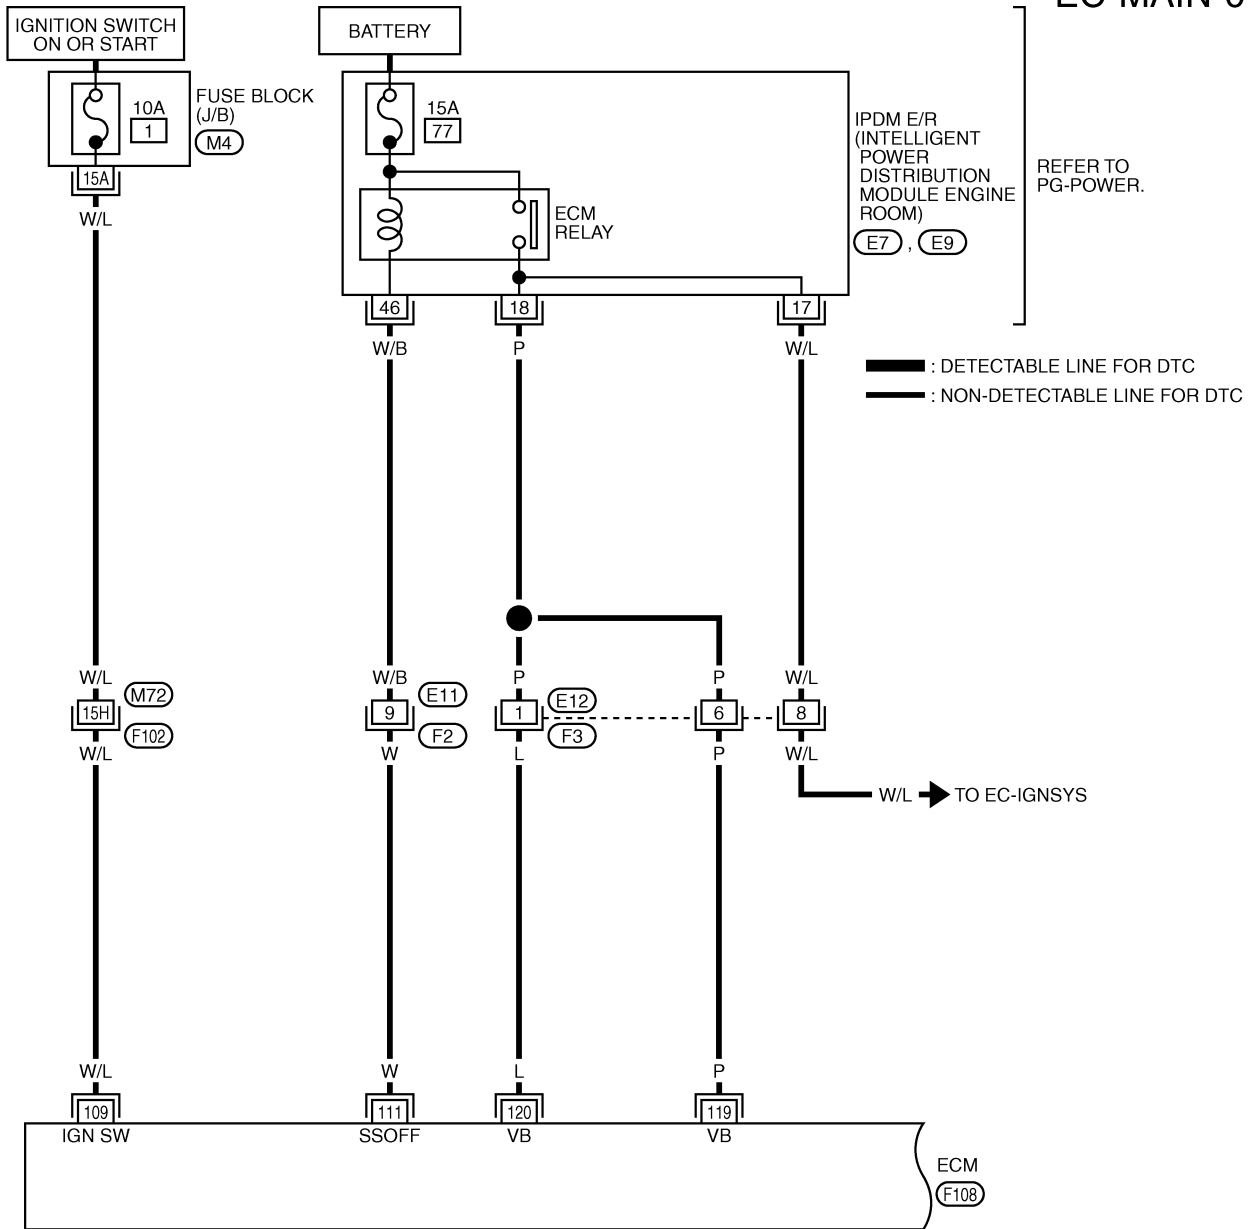 IGNITION SWITCH
ON OR START
BATTERY
10A
1
FUSE BLOCK
(J/B)
M4
15A
77
IPDM E/R
(INTELLIGENT
POWER
DISTRIBUTION
MODULE ENGINE
ROOM)
E7 , E9
REFER TO
PG-POWER.
15A
ECM
RELAY
46
18
17
W/L
W/B
P
W/L
: DETECTABLE LINE FOR DTC
: NON-DETECTABLE LINE FOR DTC
W/L
W/B
P
P
W/L
M72
E11
E12
15H
9
1
6
8
F102
F2
F3
W/L
W
L
P
W/L
W/L
TO EC-IGNSYS
W/L
W
L
P
109
111
120
119
IGN SW
SSOFF
VB
VB
ECM
F108